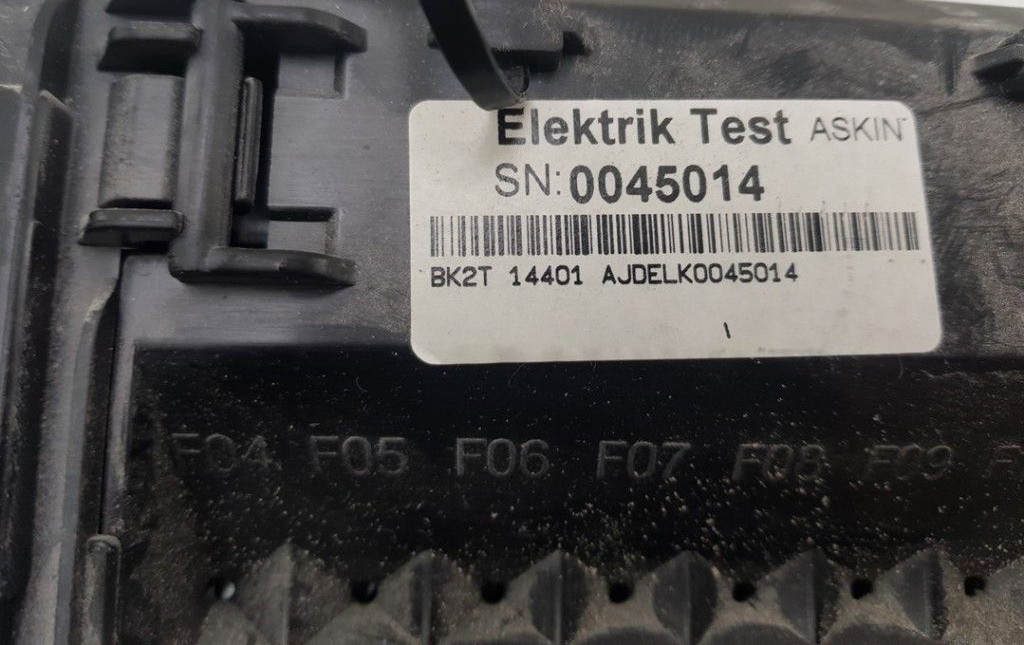 Elektrik Test ASKIN
SN:0045014
BK2T 14401 AJDELK0045014
F04 F05 F06 F07 F08 F09